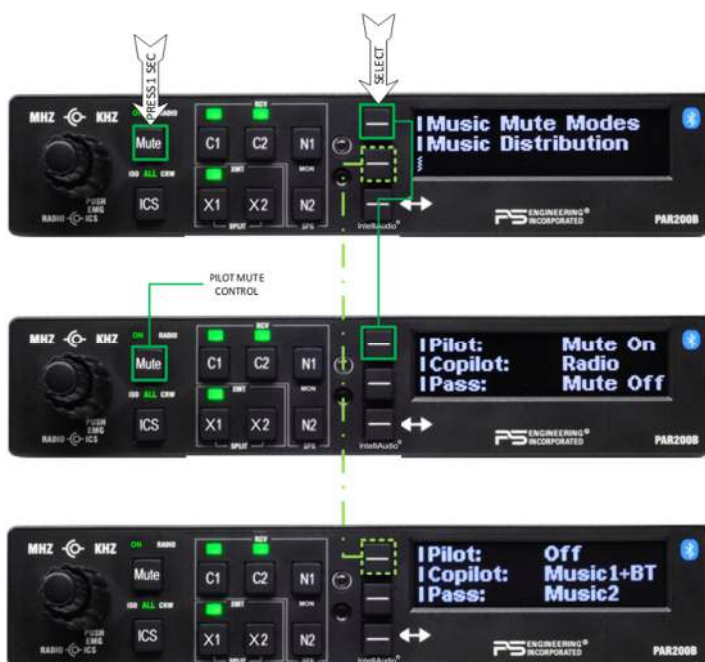 PRESS 1 SEC
SELECT
MHZ KHZ
ON RADIO
Mute
ISO ALL CRW
ICS
PUSH
EMG
RADIO ICS
RCV
C1 C2 N1
MON
XMT
X1 X2 N2
SPLIT SPR
IntelliAudio®
Music Mute Modes
Music Distribution
PS ENGINEERING®
INCORPORATED
PAR200B
PILOT MUTE
CONTROL
MHZ KHZ
ON RADIO
Mute
ISO ALL CRW
ICS
PUSH
EMG
RADIO ICS
RCV
C1 C2 N1
MON
XMT
X1 X2 N2
SPLIT SPR
IntelliAudio®
Pilot: Mute On
Copilot: Radio
Pass: Mute Off
PS ENGINEERING®
INCORPORATED
PAR200B
MHZ KHZ
ON RADIO
Mute
ISO ALL CRW
ICS
PUSH
EMG
RADIO ICS
RCV
C1 C2 N1
MON
XMT
X1 X2 N2
SPLIT SPR
IntelliAudio®
Pilot: Off
Copilot: Music1+BT
Pass: Music2
PS ENGINEERING®
INCORPORATED
PAR200B